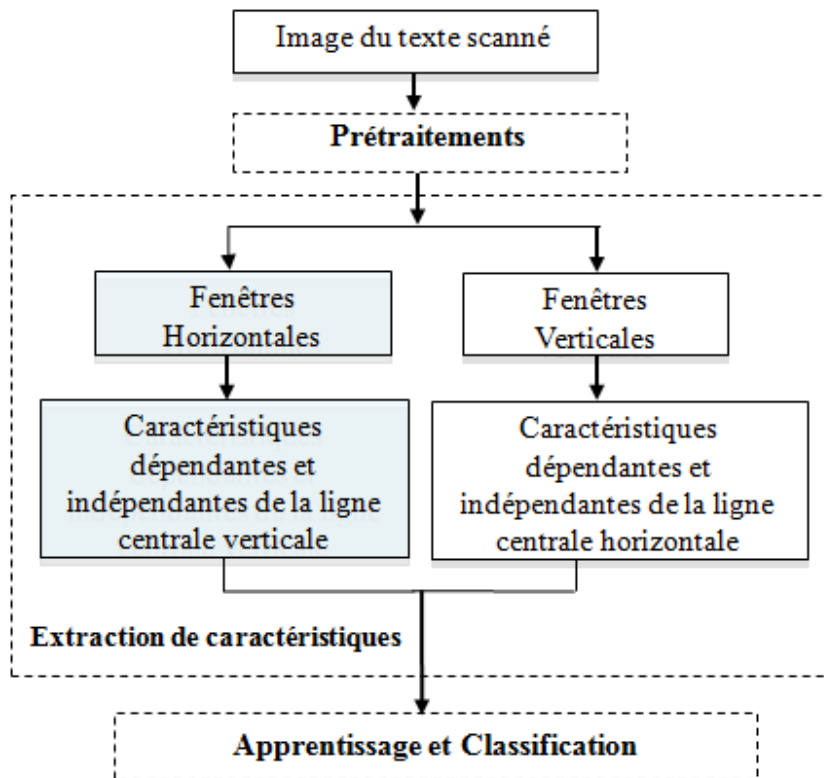 Image du texte scanné
Prétraitements
Fenêtres
Horizontales
Fenêtres
Verticales
Caractéristiques
dépendantes et
indépendantes de la ligne
centrale verticale
Caractéristiques
dépendantes et
indépendantes de la ligne
centrale horizontale
Extraction de caractéristiques
Apprentissage et Classification